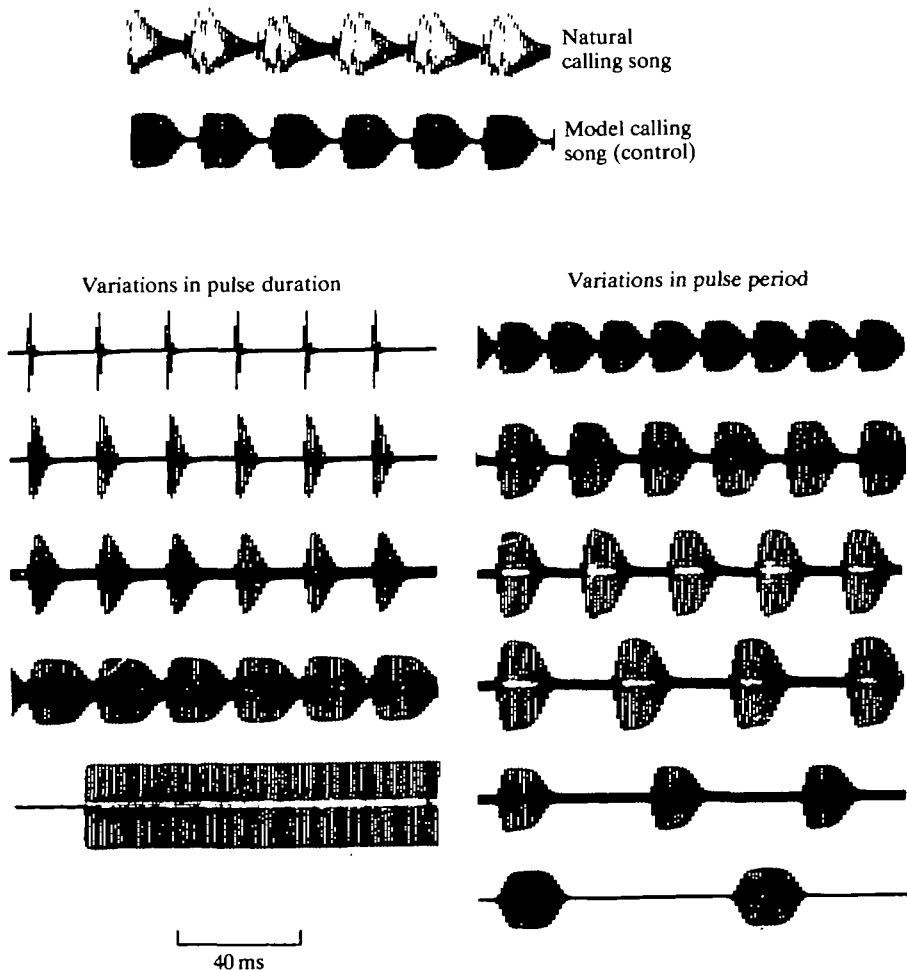 Natural
calling song
Model calling
song (control)
Variations in pulse duration
Variations in pulse period
40 ms